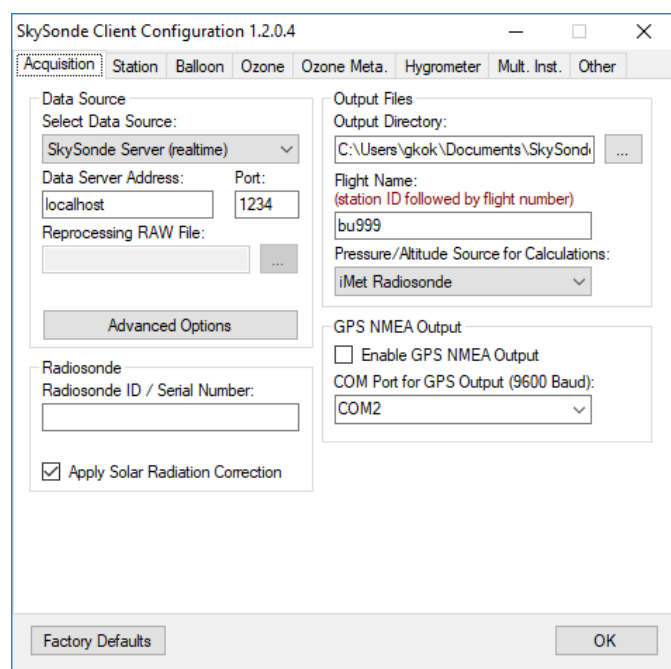 SkySonde Client Configuration 1.2.0.4
Acquisition Station Balloon Ozone Ozone Meta. Hygrometer Mult. Inst. Other
Data Source
Select Data Source:
SkySonde Server (realtime)
Data Server Address: Port:
localhost 1234
Reprocessing RAW File:
...
Advanced Options
Radiosonde
Radiosonde ID / Serial Number:
Apply Solar Radiation Correction
Output Files
Output Directory:
C:\Users\gkok\Documents\SkySond
...
Flight Name:
(station ID followed by flight number)
bu999
Pressure/Altitude Source for Calculations:
iMet Radiosonde
GPS NMEA Output
Enable GPS NMEA Output
COM Port for GPS Output (9600 Baud):
COM2
Factory Defaults OK